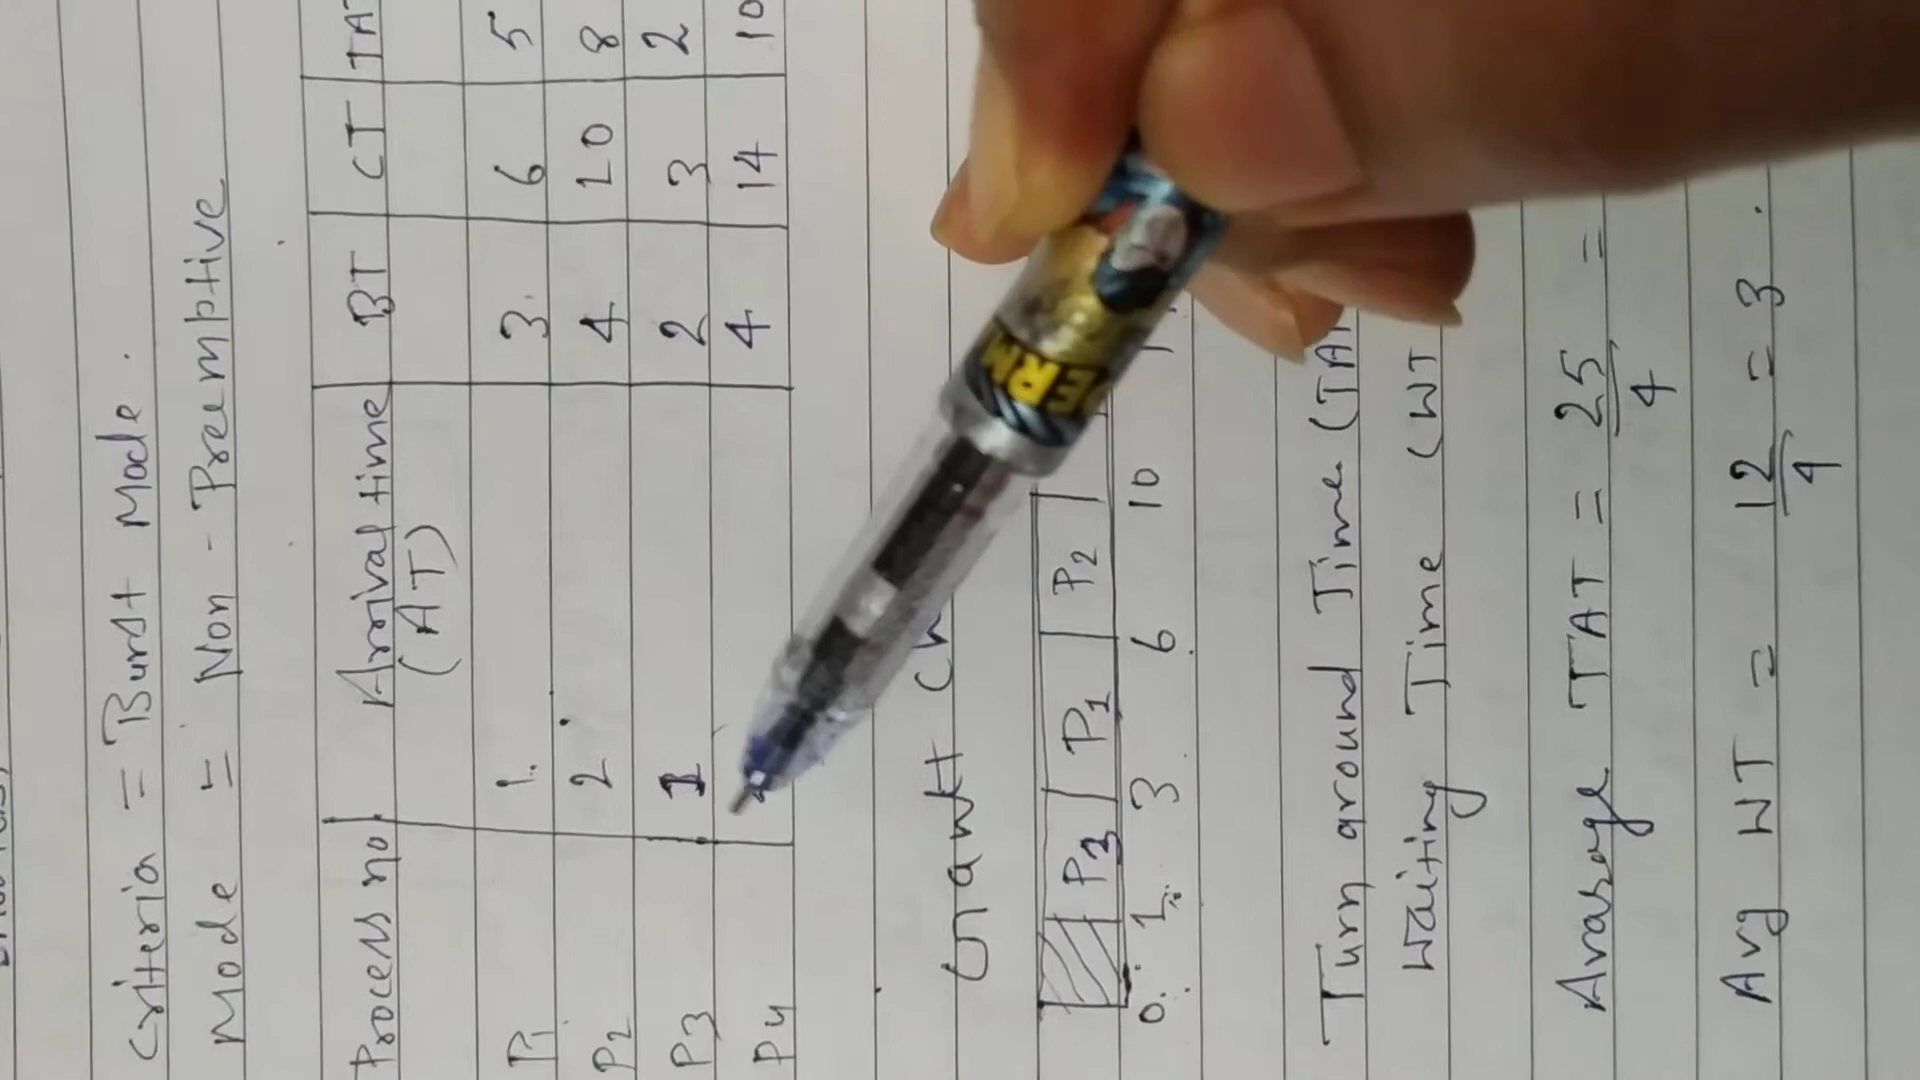 Criteria = Burst Mode.
Mode = Non-Preemptive
Process no Arrival time BT CT TAT
(AT)
P1 1 3 6 5
P2 2 4 10 8
P3 1 2 3 2
P4 4 14 10
Gantt
P3 P1 P2
0 1 3 6 10
Turn around Time (TAT
Waiting Time (WT
Avarage TAT = 25/4 =
Avg WT = 12/4 = 3.